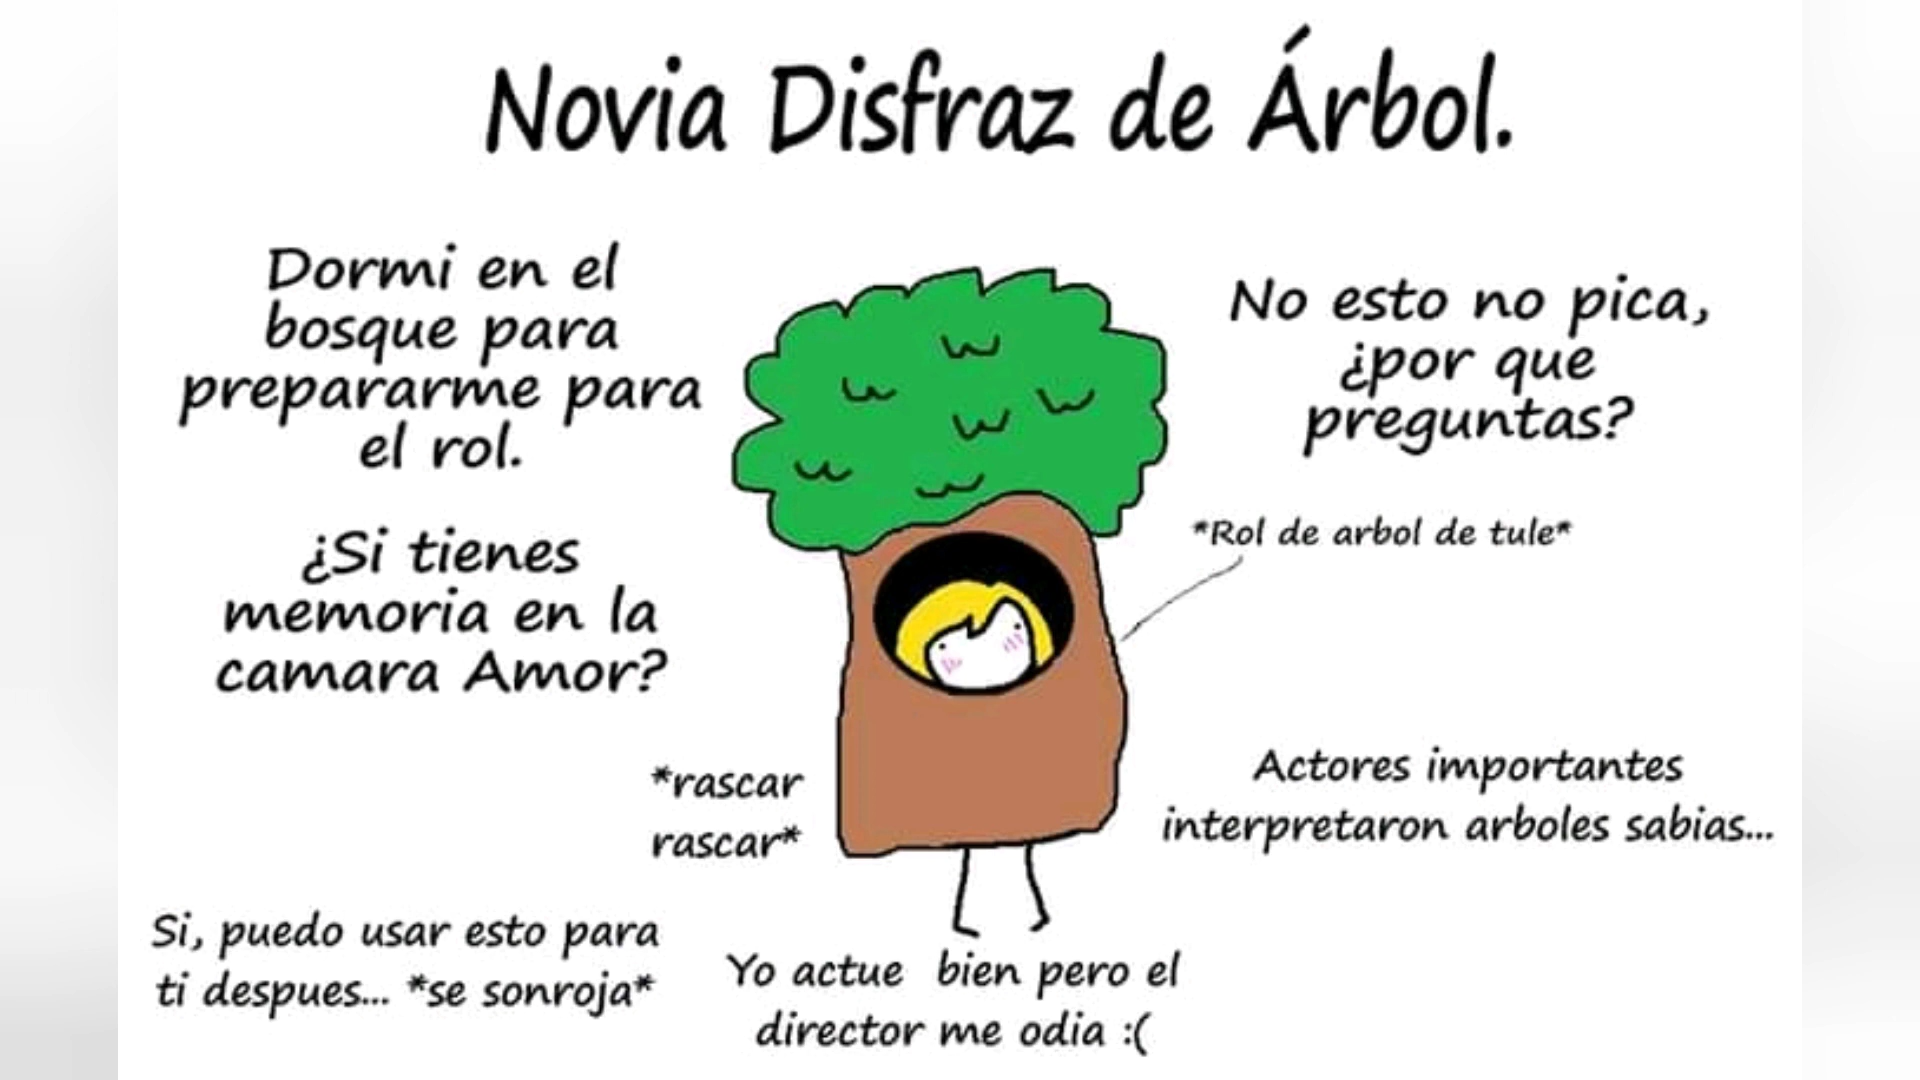 Novia Disfraz de Árbol.
Dormi en el
bosque para
prepararme para
el rol.
No esto no pica,
¿por que
preguntas?
¿Si tienes
memoria en la
camara Amor?
*Rol de arbol de tule*
*rascar
rascar*
Actores importantes
interpretaron arboles sabias...
Si, puedo usar esto para
ti despues... *se sonroja*
Yo actue bien pero el
director me odia :(